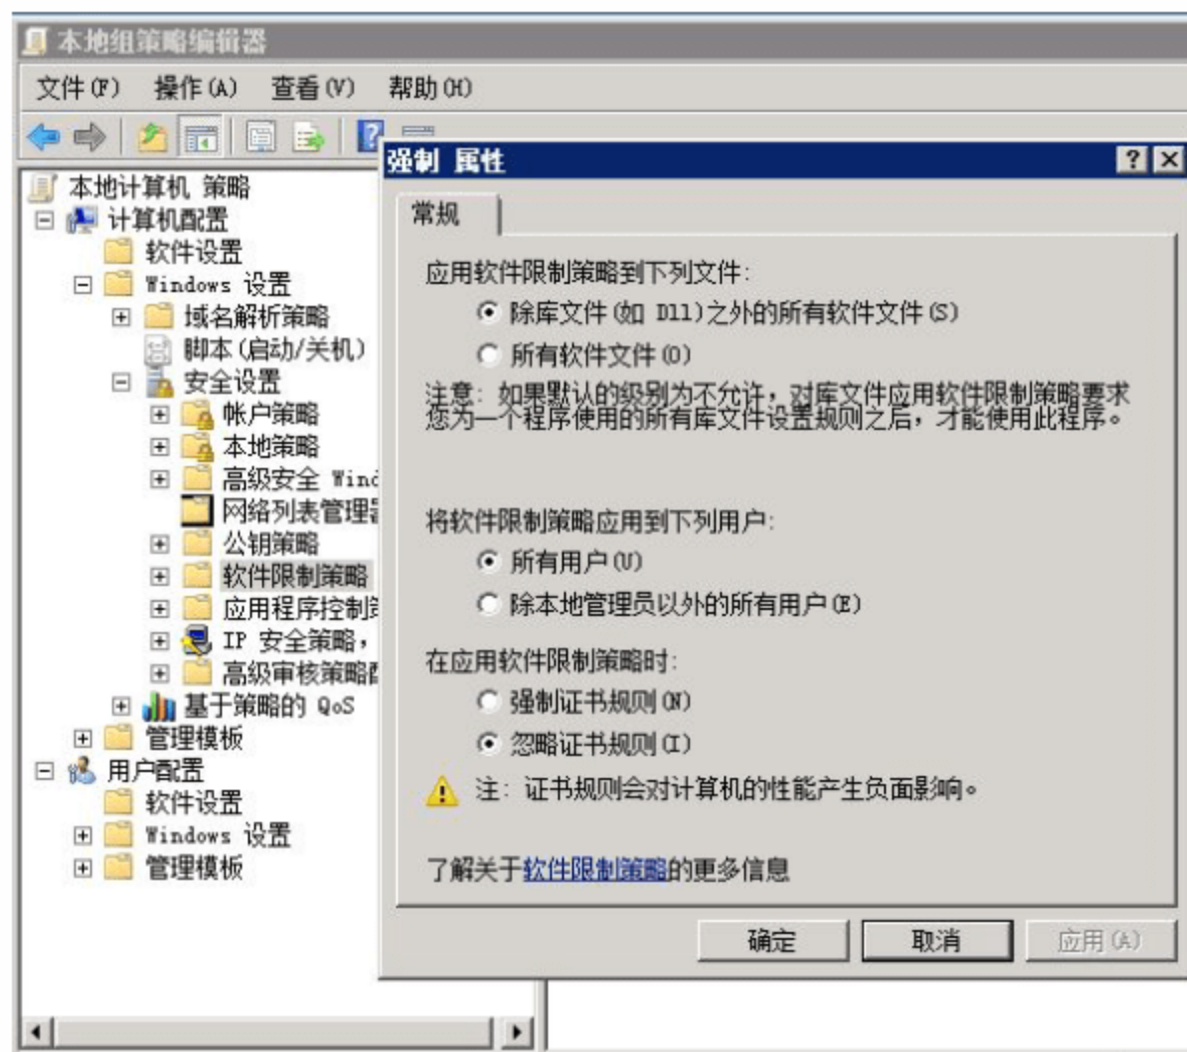 本地组策略编辑器
文件(F) 操作(A) 查看(V) 帮助(H)
本地计算机 策略
计算机配置
软件设置
Windows 设置
域名解析策略
脚本(启动/关机)
安全设置
帐户策略
本地策略
高级安全 Wind
网络列表管理器
公钥策略
软件限制策略
应用程序控制策
IP 安全策略，
高级审核策略配
基于策略的 QoS
管理模板
用户配置
软件设置
Windows 设置
管理模板
强制 属性
常规
应用软件限制策略到下列文件:
除库文件(如 Dll)之外的所有软件文件(S)
所有软件文件(O)
注意: 如果默认的级别为不允许，对库文件应用软件限制策略要求
您为一个程序使用的所有库文件设置规则之后，才能使用此程序。
将软件限制策略应用到下列用户:
所有用户(U)
除本地管理员以外的所有用户(E)
在应用软件限制策略时:
强制证书规则(N)
忽略证书规则(I)
注: 证书规则会对计算机的性能产生负面影响。
了解关于软件限制策略的更多信息
确定 取消 应用(A)